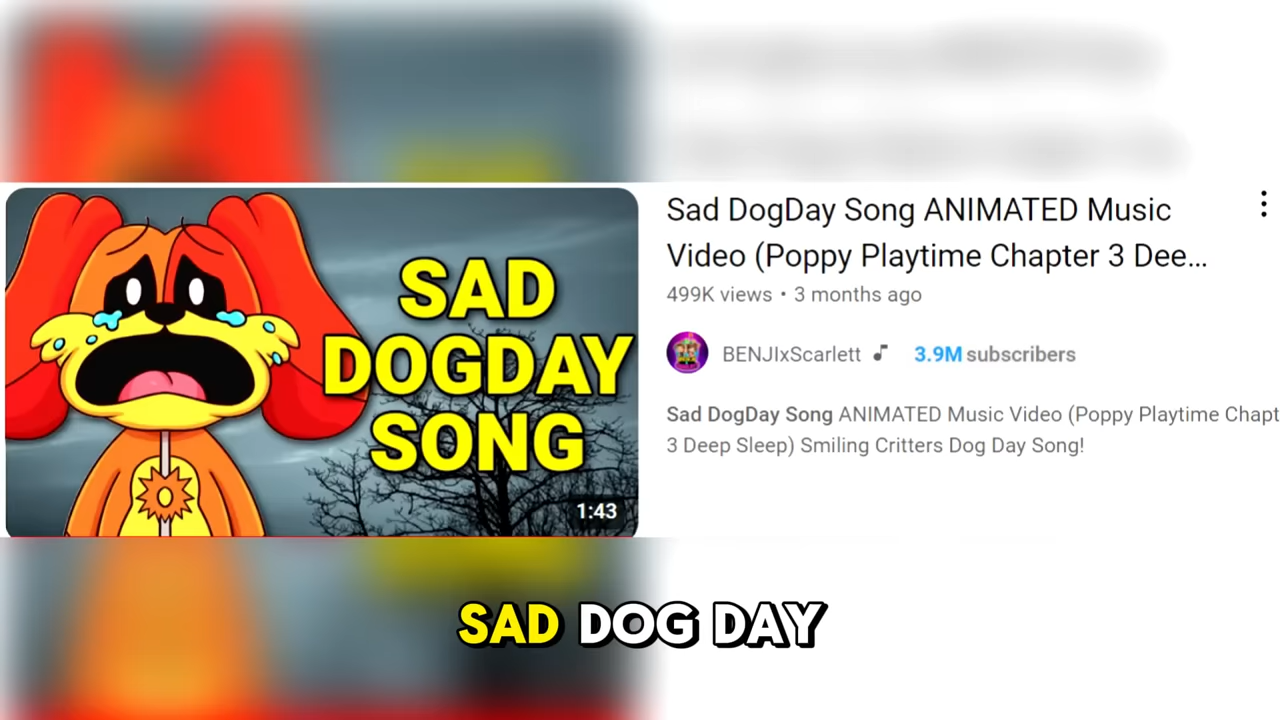 SAD
DOGDAY
SONG
1:43
Sad DogDay Song ANIMATED Music
Video (Poppy Playtime Chapter 3 Dee...
499K views • 3 months ago
BENJIxScarlett 3.9M subscribers
Sad DogDay Song ANIMATED Music Video (Poppy Playtime Chapt
3 Deep Sleep) Smiling Critters Dog Day Song!
SAD DOG DAY